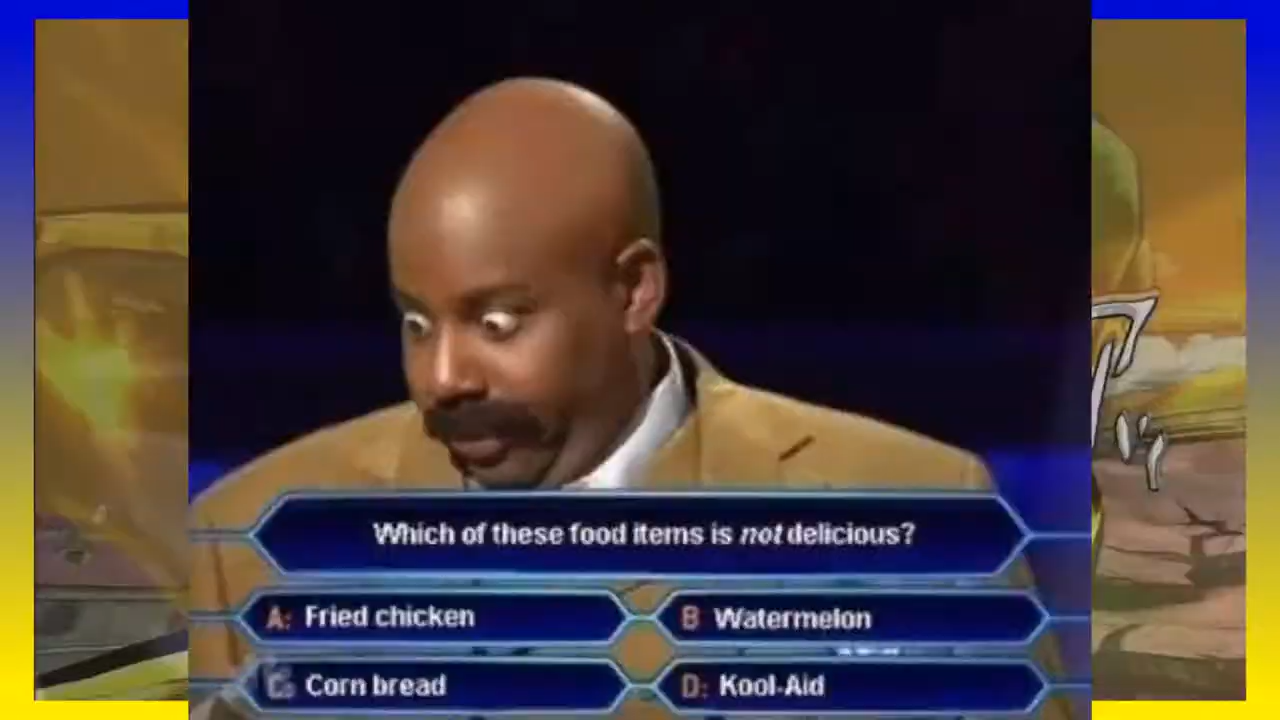 Which of these food items is not delicious?
A: Fried chicken
B Watermelon
C: Corn bread
D: Kool-Aid